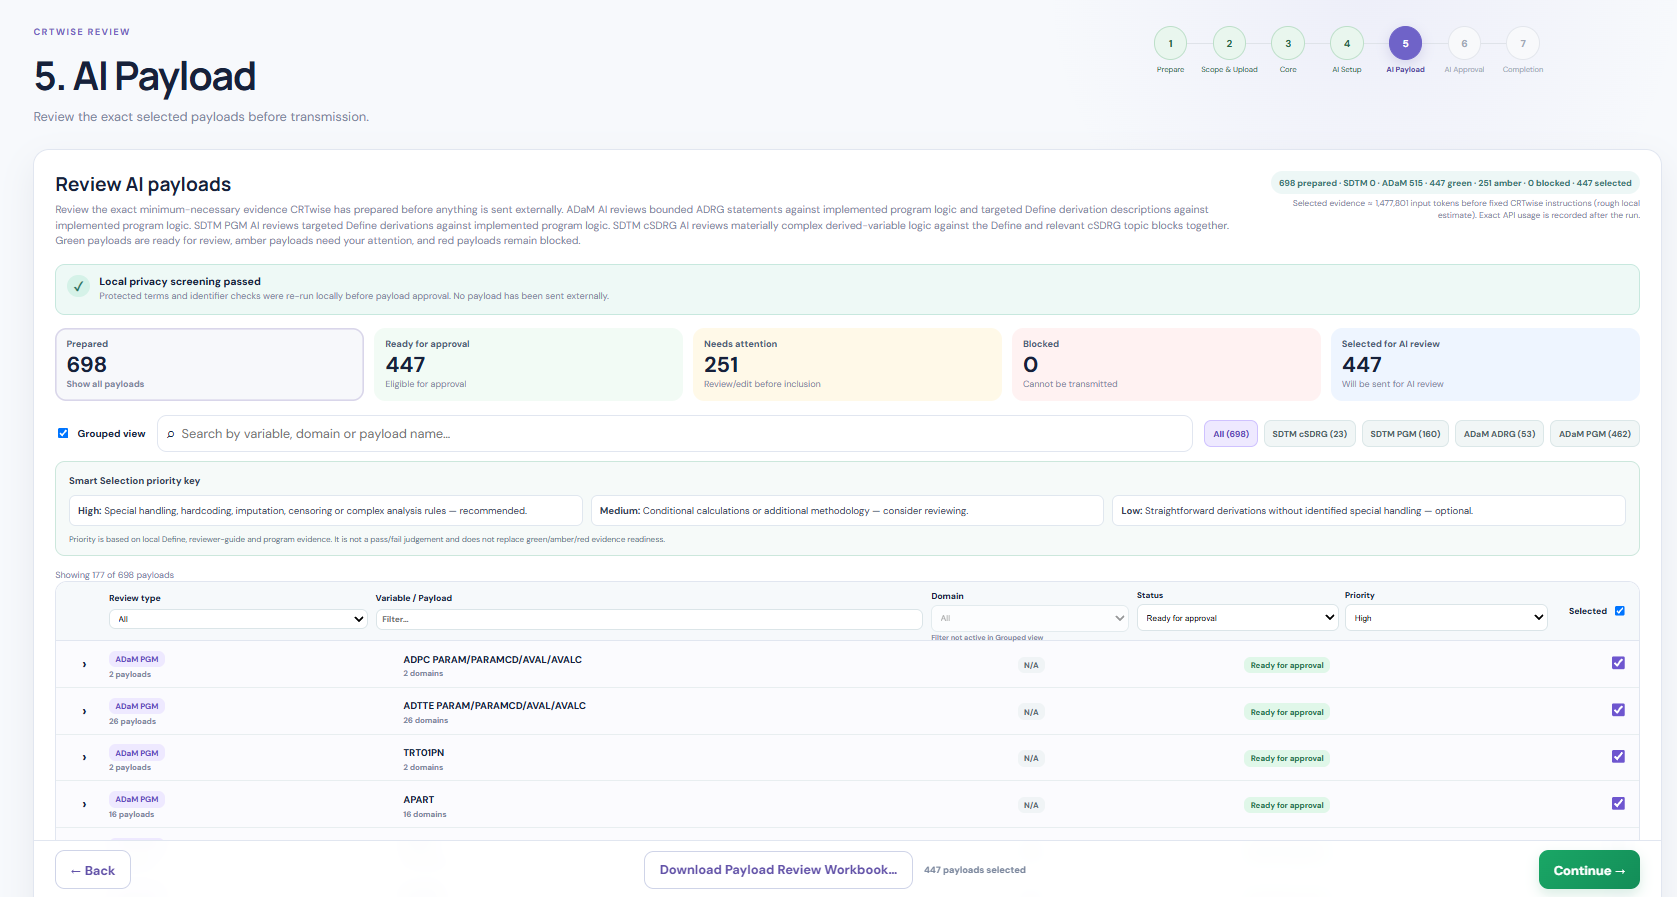 CRTWISE REVIEW
5. AI Payload
Review the exact selected payloads before transmission.
1
2
3
4
5
6
7
Prepare
Scope & Upload
Core
AI Setup
AI Payload
AI Approval
Completion
Review AI payloads
Review the exact minimum-necessary evidence CRTwise has prepared before anything is sent externally. ADaM AI reviews bounded ADRG statements against implemented program logic and targeted Define derivation descriptions against
implemented program logic. SDTM PGM AI reviews targeted Define derivations against implemented program logic. SDTM cSDRG AI reviews materially complex derived-variable logic against the Define and relevant cSDRG topic blocks together.
Green payloads are ready for review, amber payloads need your attention, and red payloads remain blocked.
698 prepared · SDTM 0 · ADaM 515 · 447 green · 251 amber · 0 blocked · 447 selected
Selected evidence ≈ 1,477,801 input tokens before fixed CRTwise instructions (rough local
estimate). Exact API usage is recorded after the run.
✓
Local privacy screening passed
Protected terms and identifier checks were re-run locally before payload approval. No payload has been sent externally.
Prepared
698
Show all payloads
Ready for approval
447
Eligible for approval
Needs attention
251
Review/edit before inclusion
Blocked
0
Cannot be transmitted
Selected for AI review
447
Will be sent for AI review
Grouped view
Search by variable, domain or payload name...
All (698)
SDTM cSDRG (23)
SDTM PGM (160)
ADaM ADRG (53)
ADaM PGM (462)
Smart Selection priority key
High: Special handling, hardcoding, imputation, censoring or complex analysis rules — recommended.
Medium: Conditional calculations or additional methodology — consider reviewing.
Low: Straightforward derivations without identified special handling — optional.
Priority is based on local Define, reviewer-guide and program evidence. It is not a pass/fail judgement and does not replace green/amber/red evidence readiness.
Showing 177 of 698 payloads
Review type
Variable / Payload
Domain
Status
Priority
Selected
All
Filter...
All
Ready for approval
High
Filter not active in Grouped view
› ADaM PGM
2 payloads
ADPC PARAM/PARAMCD/AVAL/AVALC
2 domains
N/A
Ready for approval
› ADaM PGM
26 payloads
ADTTE PARAM/PARAMCD/AVAL/AVALC
26 domains
N/A
Ready for approval
› ADaM PGM
2 payloads
TRT01PN
2 domains
N/A
Ready for approval
› ADaM PGM
16 payloads
APART
16 domains
N/A
Ready for approval
← Back
Download Payload Review Workbook...
447 payloads selected
Continue →